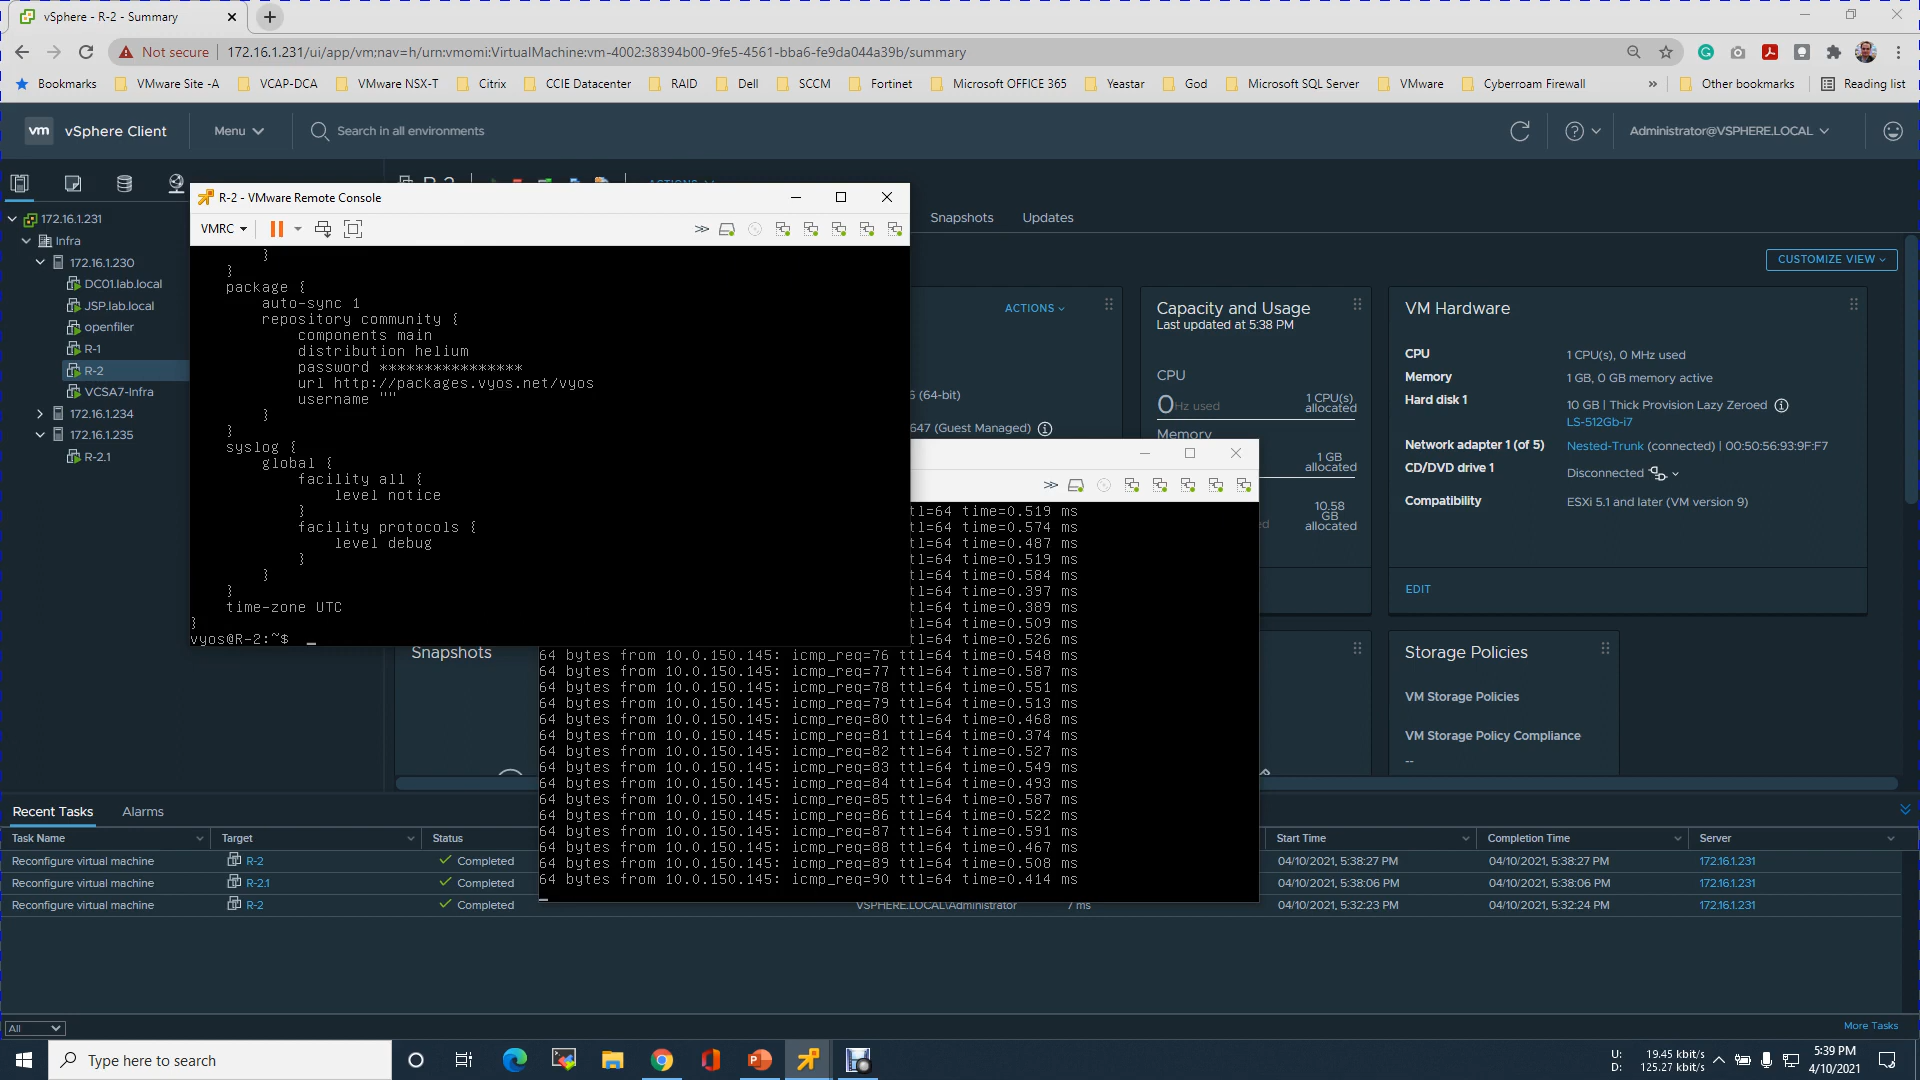 vSphere - R-2 - Summary
Not secure
172.16.1.231/ui/app/vm;nav=h/urn:vmomi:VirtualMachine:vm-4002:38394b00-9fe5-4561-bba6-fe9da044a39b/summary
Bookmarks VMware Site -A VCAP-DCA VMware NSX-T Citrix CCIE Datacenter RAID Dell SCCM Fortinet Microsoft OFFICE 365 Yeastar God Microsoft SQL Server VMware Cyberroam Firewall » Other bookmarks Reading list
vm vSphere Client Menu Search in all environments Administrator@VSPHERE.LOCAL
172.16.1.231
Infra
172.16.1.230
DC01.lab.local
JSP.lab.local
openfiler
R-1
R-2
VCSA7-Infra
172.16.1.234
172.16.1.235
R-2.1
R-2 - VMware Remote Console
VMRC
}
}
package {
auto-sync 1
repository community {
components main
distribution helium
password ****************
url http://packages.vyos.net/vyos
username ""
}
}
syslog {
global {
facility all {
level notice
}
facility protocols {
level debug
}
}
}
time-zone UTC
}
vyos@R-2:~$ _
Snapshots Updates
CUSTOMIZE VIEW
ACTIONS
(64-bit)
647 (Guest Managed)
Capacity and Usage
Last updated at 5:38 PM
CPU
0 Hz used
1 CPU(s)
allocated
Memory
1 GB
allocated
10.58
GB
allocated
VM Hardware
CPU 1 CPU(s), 0 MHz used
Memory 1 GB, 0 GB memory active
Hard disk 1 10 GB | Thick Provision Lazy Zeroed
LS-512Gb-i7
Network adapter 1 (of 5) Nested-Trunk (connected) | 00:50:56:93:9F:F7
CD/DVD drive 1 Disconnected
Compatibility ESXi 5.1 and later (VM version 9)
EDIT
tl=64 time=0.519 ms
tl=64 time=0.574 ms
tl=64 time=0.487 ms
tl=64 time=0.519 ms
tl=64 time=0.584 ms
tl=64 time=0.397 ms
tl=64 time=0.389 ms
tl=64 time=0.509 ms
tl=64 time=0.526 ms
64 bytes from 10.0.150.145: icmp_req=76 ttl=64 time=0.548 ms
64 bytes from 10.0.150.145: icmp_req=77 ttl=64 time=0.587 ms
64 bytes from 10.0.150.145: icmp_req=78 ttl=64 time=0.551 ms
64 bytes from 10.0.150.145: icmp_req=79 ttl=64 time=0.513 ms
64 bytes from 10.0.150.145: icmp_req=80 ttl=64 time=0.468 ms
64 bytes from 10.0.150.145: icmp_req=81 ttl=64 time=0.374 ms
64 bytes from 10.0.150.145: icmp_req=82 ttl=64 time=0.527 ms
64 bytes from 10.0.150.145: icmp_req=83 ttl=64 time=0.549 ms
64 bytes from 10.0.150.145: icmp_req=84 ttl=64 time=0.493 ms
64 bytes from 10.0.150.145: icmp_req=85 ttl=64 time=0.587 ms
64 bytes from 10.0.150.145: icmp_req=86 ttl=64 time=0.522 ms
64 bytes from 10.0.150.145: icmp_req=87 ttl=64 time=0.591 ms
64 bytes from 10.0.150.145: icmp_req=88 ttl=64 time=0.467 ms
64 bytes from 10.0.150.145: icmp_req=89 ttl=64 time=0.508 ms
64 bytes from 10.0.150.145: icmp_req=90 ttl=64 time=0.414 ms
Snapshots
Storage Policies
VM Storage Policies
VM Storage Policy Compliance
--
Recent Tasks Alarms
Task Name Target Status Start Time Completion Time Server
Reconfigure virtual machine R-2 Completed 04/10/2021, 5:38:27 PM 04/10/2021, 5:38:27 PM 172.16.1.231
Reconfigure virtual machine R-2.1 Completed 04/10/2021, 5:38:06 PM 04/10/2021, 5:38:06 PM 172.16.1.231
Reconfigure virtual machine R-2 Completed VSPHERE.LOCAL\Administrator 7 ms 04/10/2021, 5:32:23 PM 04/10/2021, 5:32:24 PM 172.16.1.231
All
More Tasks
Type here to search
U: 19.45 kbit/s
D: 125.27 kbit/s
5:39 PM
4/10/2021